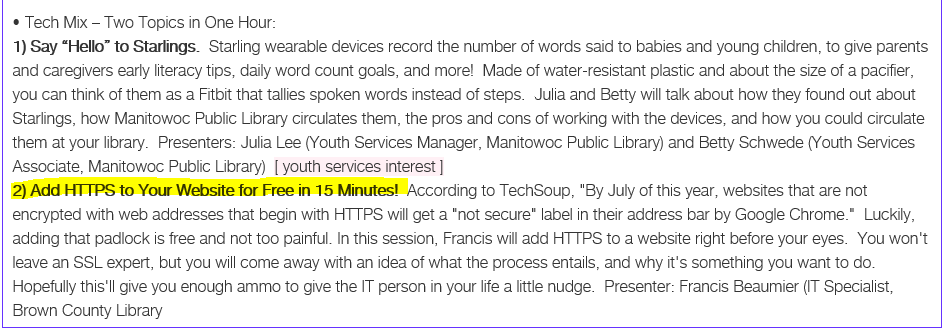 • Tech Mix – Two Topics in One Hour:
1) Say “Hello” to Starlings.  Starling wearable devices record the number of words said to babies and young children, to give parents
and caregivers early literacy tips, daily word count goals, and more!  Made of water-resistant plastic and about the size of a pacifier,
you can think of them as a Fitbit that tallies spoken words instead of steps.  Julia and Betty will talk about how they found out about
Starlings, how Manitowoc Public Library circulates them, the pros and cons of working with the devices, and how you could circulate
them at your library.  Presenters: Julia Lee (Youth Services Manager, Manitowoc Public Library) and Betty Schwede (Youth Services
Associate, Manitowoc Public Library)  [ youth services interest ]
2) Add HTTPS to Your Website for Free in 15 Minutes!  According to TechSoup, "By July of this year, websites that are not
encrypted with web addresses that begin with HTTPS will get a "not secure" label in their address bar by Google Chrome."  Luckily,
adding that padlock is free and not too painful. In this session, Francis will add HTTPS to a website right before your eyes.  You won't
leave an SSL expert, but you will come away with an idea of what the process entails, and why it's something you want to do.
Hopefully this'll give you enough ammo to give the IT person in your life a little nudge.  Presenter: Francis Beaumier (IT Specialist,
Brown County Library